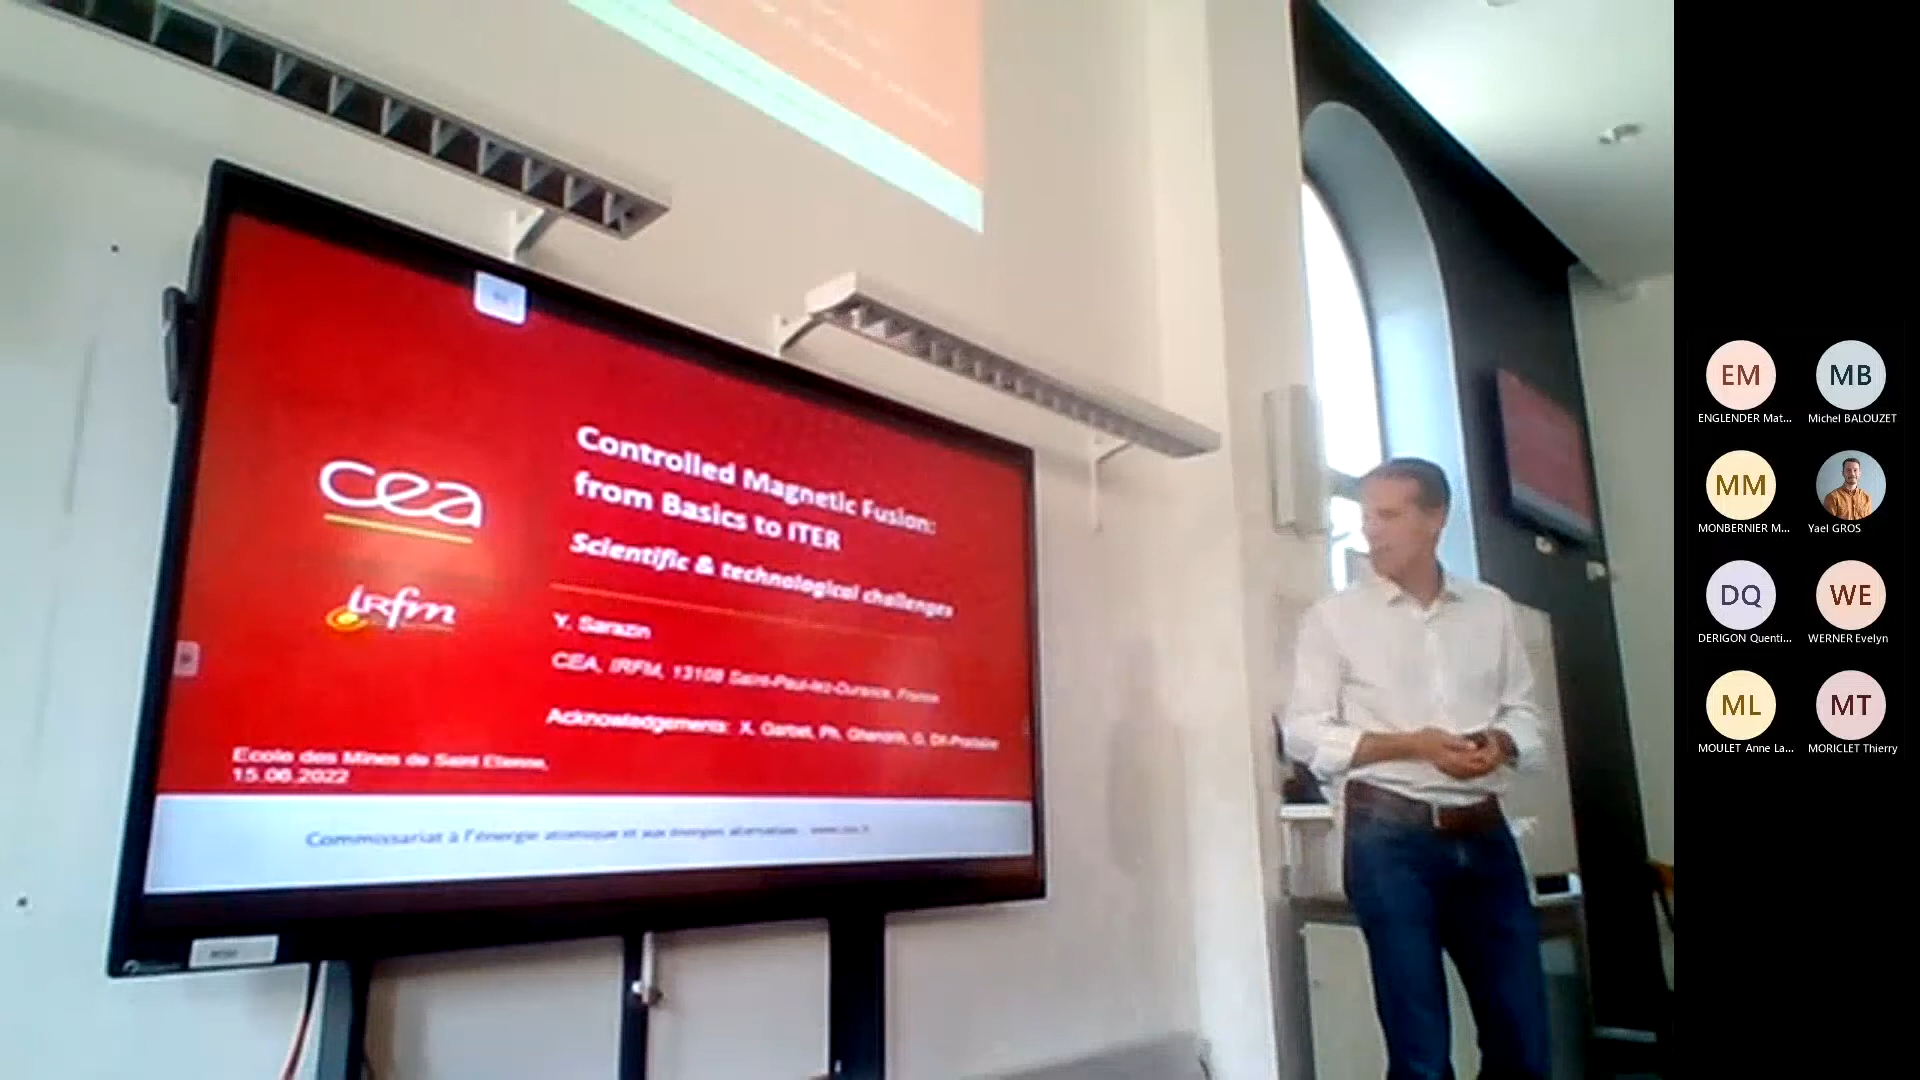 cea
irfm
Controlled Magnetic Fusion:
from Basics to ITER
Scientific & technological challenges
Y. Sarazin
CEA, IRFM, 13108 Saint-Paul-lez-Durance, France
Acknowledgements: X. Garbet, Ph. Ghendrih, G. Dif-Pradalier
Ecole des Mines de Saint Etienne,
15.06.2022
Commissariat à l'énergie atomique et aux énergies alternatives - www.cea.fr
EM
ENGLENDER Mat...
MB
Michel BALOUZET
MM
MONBERNIER M...
Yael GROS
DQ
DERIGON Quenti...
WE
WERNER Evelyn
ML
MOULET Anne La...
MT
MORICLET Thierry